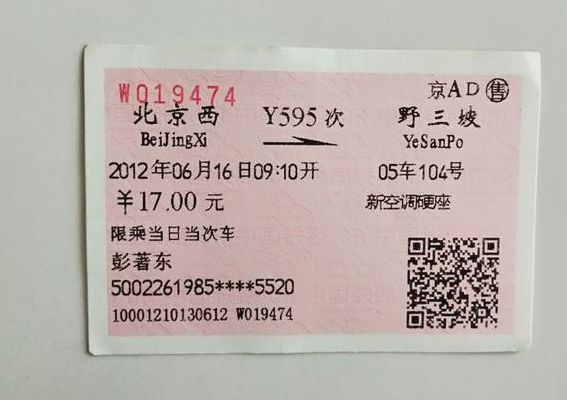 W019474 京AD 售
北京西 Y595次 野三坡
BeiJingXi YeSanPo
2012年06月16日09:10开 05车104号
￥17.00元 新空调硬座
限乘当日当次车
彭著东
5002261985****5520
10001210130612 W019474